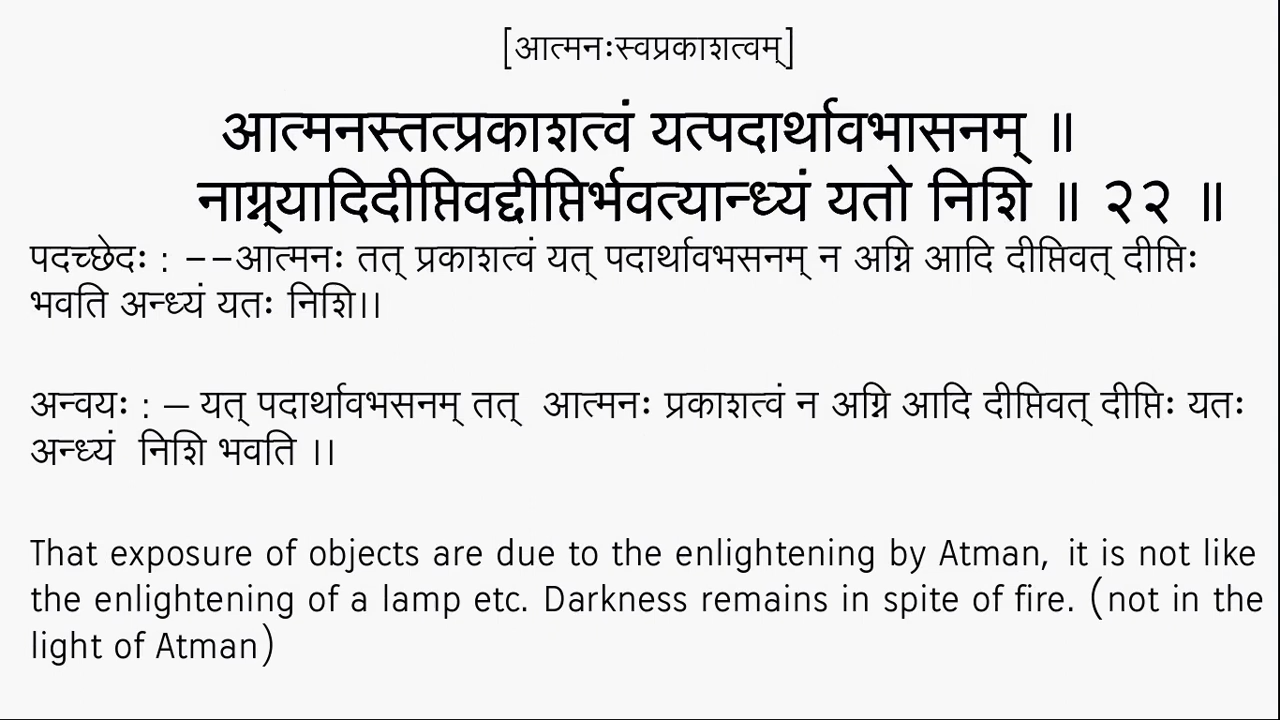 [आत्मनःस्वप्रकाशत्वम्]
आत्मनस्तत्प्रकाशत्वं यत्पदार्थावभासनम् ॥
नाग्न्र्यादिदीप्तिवद्दीप्तिर्भवत्यान्ध्यं यतो निशि ॥ २२ ॥
पदच्छेदः : −−आत्मनः तत् प्रकाशत्वं यत् पदार्थावभसनम् न अग्नि आदि दीप्तिवत् दीप्तिः
भवति अन्ध्यं यतः निशि।।
अन्वयः : – यत् पदार्थावभसनम् तत् आत्मनः प्रकाशत्वं न अग्नि आदि दीप्तिवत् दीप्तिः यतः
अन्ध्यं निशि भवति ।।
That exposure of objects are due to the enlightening by Atman, it is not like
the enlightening of a lamp etc. Darkness remains in spite of fire. (not in the
light of Atman)